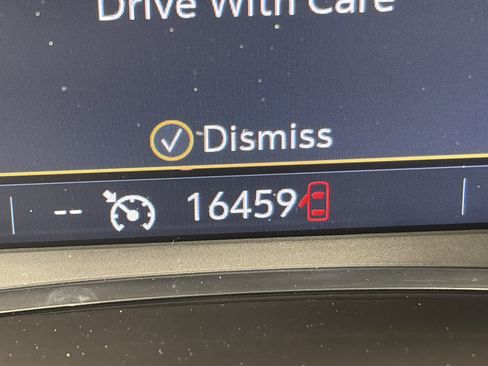 Drive With Care
Dismiss
-- 16459